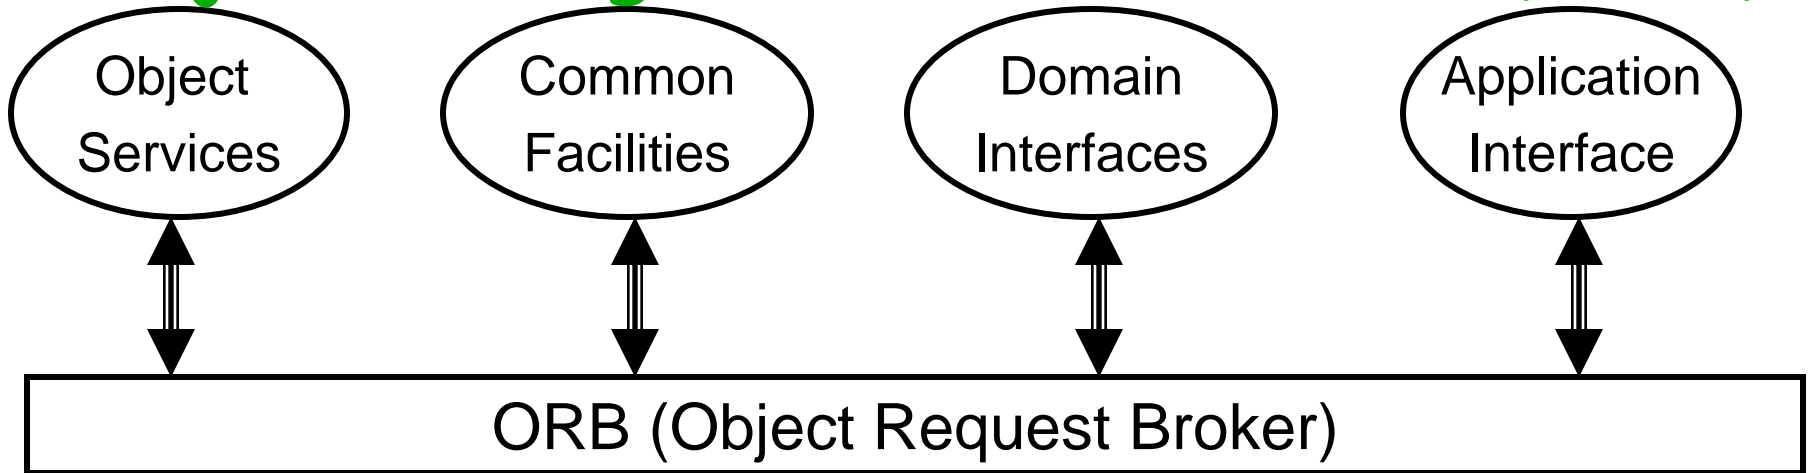 Object
Services
Common
Facilities
Domain
Interfaces
Application
Interface
ORB (Object Request Broker)